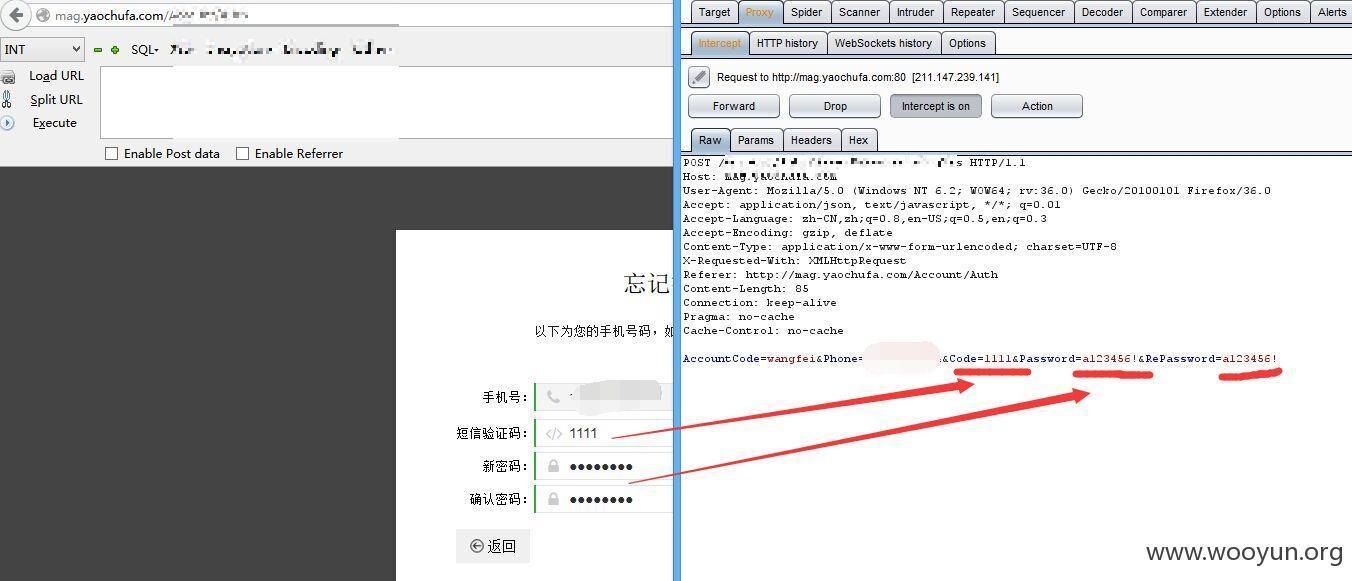 mag.yaochufa.com/
INT
SQL
Load URL
Split URL
Execute
Enable Post data
Enable Referrer
忘记
以下为您的手机号码，如
手机号：
短信验证码：
1111
新密码：
确认密码：
返回
Target Proxy Spider Scanner Intruder Repeater Sequencer Decoder Comparer Extender Options Alerts
Intercept HTTP history WebSockets history Options
Request to http://mag.yaochufa.com:80 [211.147.239.141]
Forward Drop Intercept is on Action
Raw Params Headers Hex
POST / HTTP/1.1
Host: mag.yaochufa.com
User-Agent: Mozilla/5.0 (Windows NT 6.2; WOW64; rv:36.0) Gecko/20100101 Firefox/36.0
Accept: application/json, text/javascript, */*; q=0.01
Accept-Language: zh-CN,zh;q=0.8,en-US;q=0.5,en;q=0.3
Accept-Encoding: gzip, deflate
Content-Type: application/x-www-form-urlencoded; charset=UTF-8
X-Requested-With: XMLHttpRequest
Referer: http://mag.yaochufa.com/Account/Auth
Content-Length: 85
Connection: keep-alive
Pragma: no-cache
Cache-Control: no-cache
AccountCode=wangfei&Phone= &Code=1111&Password=a123456!&RePassword=a123456!
www.wooyun.org